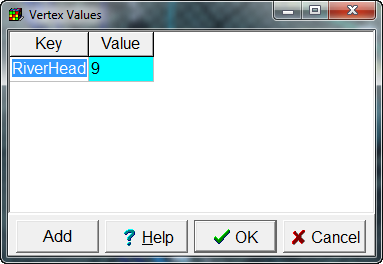 Vertex Values
Key Value
RiverHead 9
Add Help OK Cancel